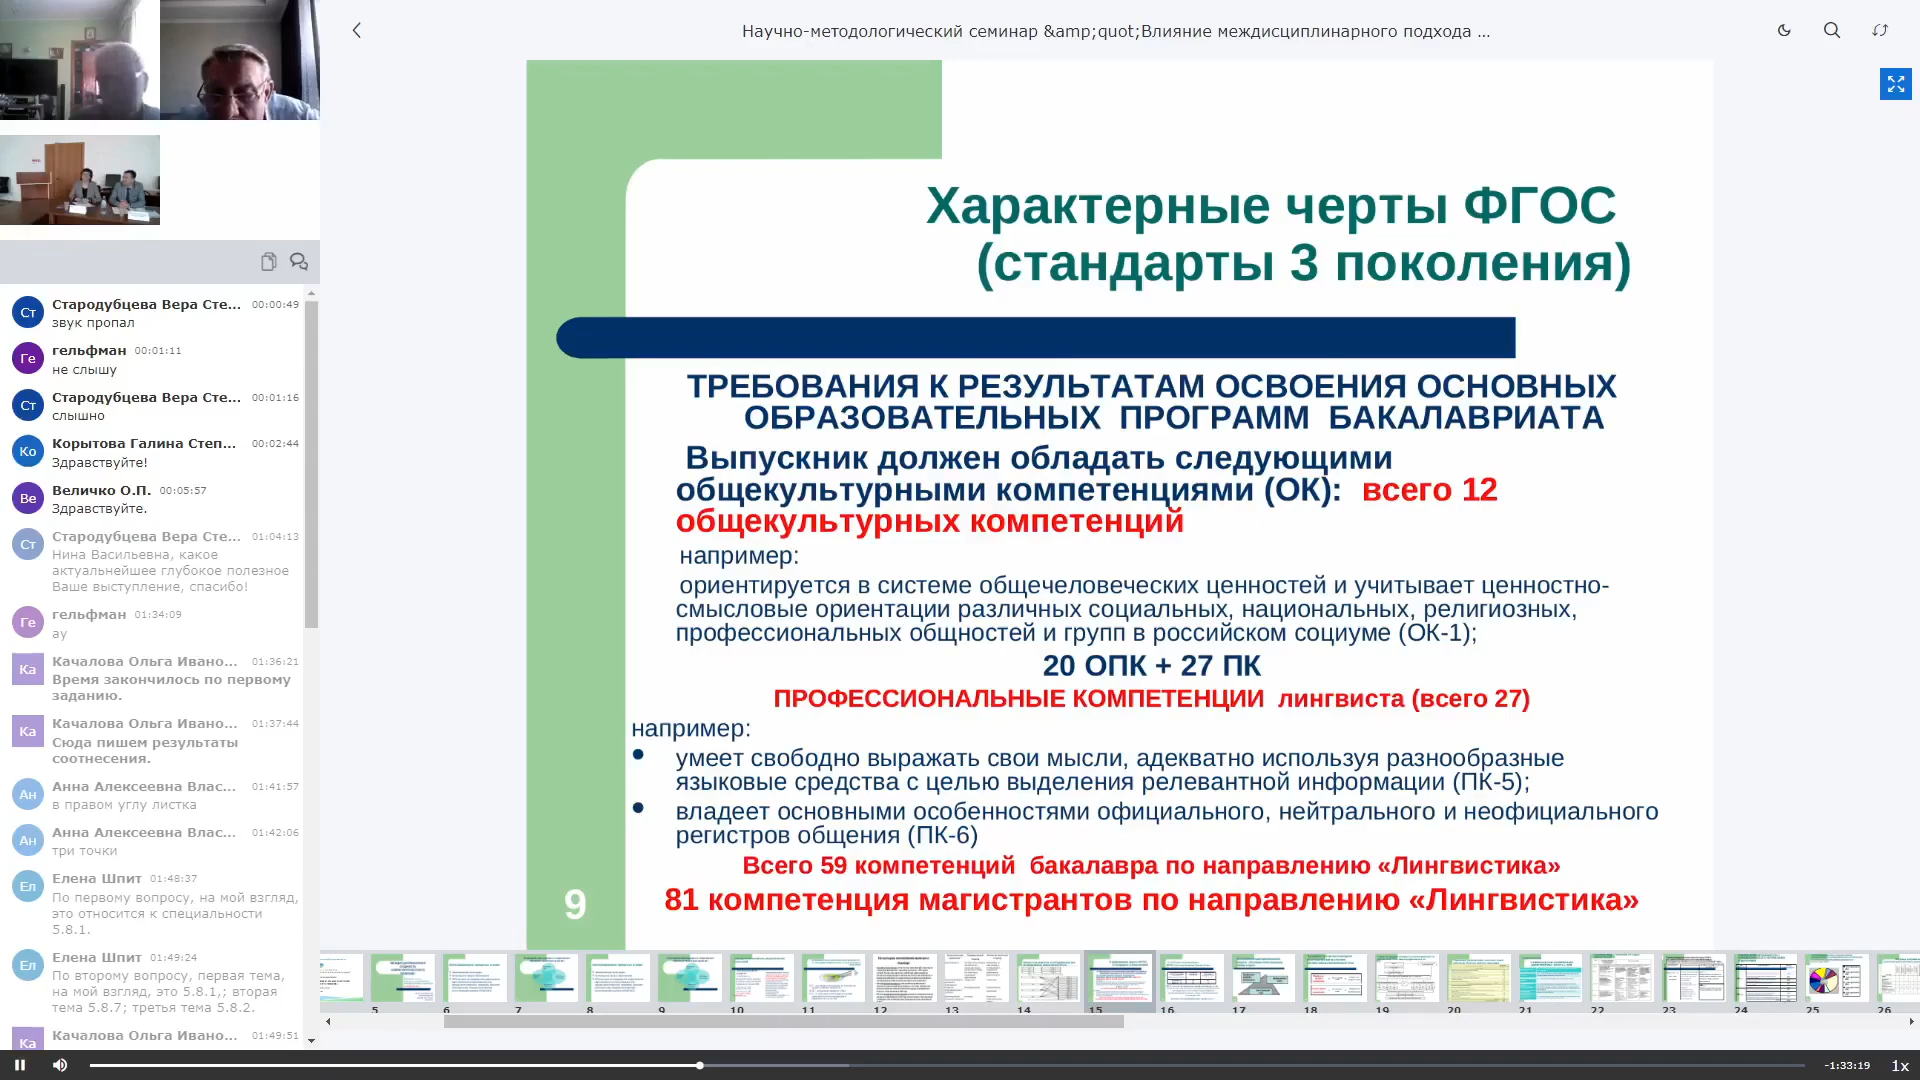 Научно-методологический семинар &amp;quot;Влияние междисциплинарного подхода ...
Ст
Стародубцева Вера Сте... 00:00:49
звук пропал
Ге
гельфман 00:01:11
не слышу
Ст
Стародубцева Вера Сте... 00:01:16
слышно
Ко
Корытова Галина Степ... 00:02:44
Здравствуйте!
Ве
Величко О.П. 00:05:57
Здравствуйте.
Ст
Стародубцева Вера Сте... 01:04:13
Нина Васильевна, какое
актуальнейшее глубокое полезное
Ваше выступление, спасибо!
Ге
гельфман 01:34:09
ау
Ка
Качалова Ольга Ивано... 01:36:21
Время закончилось по первому
заданию.
Ка
Качалова Ольга Ивано... 01:37:44
Сюда пишем результаты
соотнесения.
Ан
Анна Алексеевна Влас... 01:41:57
в правом углу листка
Ан
Анна Алексеевна Влас... 01:42:06
три точки
Ел
Елена Шпит 01:48:37
По первому вопросу, на мой взгляд,
это относится к специальности
5.8.1.
Ел
Елена Шпит 01:49:24
По второму вопросу, первая тема,
на мой взгляд, это 5.8.1,; вторая
тема 5.8.7; третья тема 5.8.2.
Ка
Качалова Ольга Ивано... 01:49:51
Характерные черты ФГОС
(стандарты 3 поколения)
ТРЕБОВАНИЯ К РЕЗУЛЬТАТАМ ОСВОЕНИЯ ОСНОВНЫХ
ОБРАЗОВАТЕЛЬНЫХ ПРОГРАММ БАКАЛАВРИАТА
Выпускник должен обладать следующими
общекультурными компетенциями (ОК): всего 12
общекультурных компетенций
например:
ориентируется в системе общечеловеческих ценностей и учитывает ценностно-
смысловые ориентации различных социальных, национальных, религиозных,
профессиональных общностей и групп в российском социуме (ОК-1);
20 ОПК + 27 ПК
ПРОФЕССИОНАЛЬНЫЕ КОМПЕТЕНЦИИ лингвиста (всего 27)
например:
• умеет свободно выражать свои мысли, адекватно используя разнообразные
языковые средства с целью выделения релевантной информации (ПК-5);
• владеет основными особенностями официального, нейтрального и неофициального
регистров общения (ПК-6)
Всего 59 компетенций бакалавра по направлению «Лингвистика»
81 компетенция магистрантов по направлению «Лингвистика»
9
5 6 7 8 9 10 11 12 13 14 15 16 17 18 19 20 21 22 23 24 25 26
-1:33:19 1x